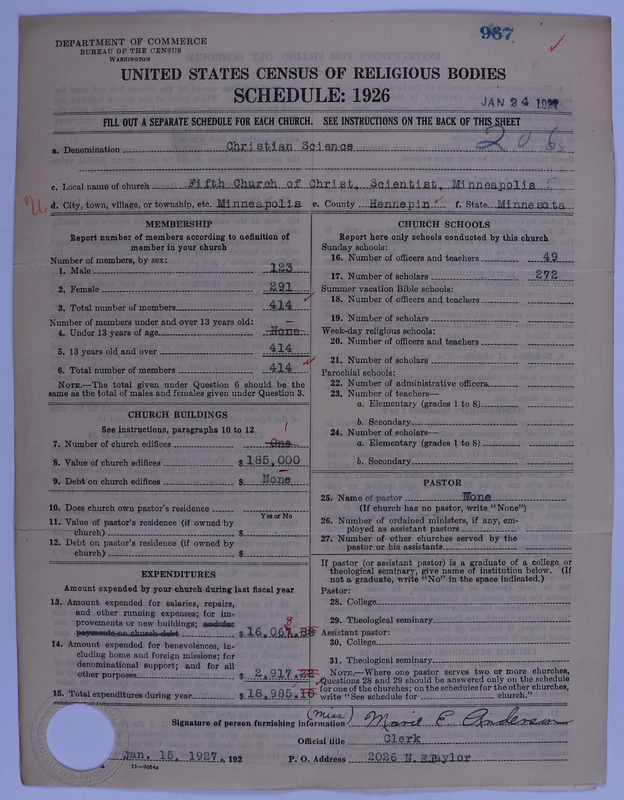 967
DEPARTMENT OF COMMERCE
BUREAU OF THE CENSUS
WASHINGTON
UNITED STATES CENSUS OF RELIGIOUS BODIES
SCHEDULE: 1926
JAN 24 1927
FILL OUT A SEPARATE SCHEDULE FOR EACH CHURCH. SEE INSTRUCTIONS ON THE BACK OF THIS SHEET
206
a. Denomination Christian Science
c. Local name of church Fifth Church of Christ, Scientist, Minneapolis
d. City, town, village, or township, etc. Minneapolis e. County Hennepin f. State Minnesota
MEMBERSHIP
Report number of members according to definition of
member in your church
Number of members, by sex:
1. Male 123
2. Female 291
3. Total number of members 414
Number of members under and over 13 years old:
4. Under 13 years of age None
5. 13 years old and over 414
6. Total number of members 414
NOTE.—The total given under Question 6 should be the
same as the total of males and females given under Question 3.
CHURCH BUILDINGS
See instructions, paragraphs 10 to 12
7. Number of church edifices One 1
8. Value of church edifices $185,000
9. Debt on church edifices $ None
10. Does church own pastor's residence
Yes or No
11. Value of pastor's residence (if owned by
church) $
12. Debt on pastor's residence (if owned by
church) $
EXPENDITURES
Amount expended by your church during last fiscal year
13. Amount expended for salaries, repairs,
and other running expenses; for im-
provements or new buildings; and for
payments on church debt $16,067.88
8
14. Amount expended for benevolences, in-
cluding home and foreign missions; for
denominational support; and for all
other purposes $2,917.22
15. Total expenditures during year $18,985.10
CHURCH SCHOOLS
Report here only schools conducted by this church
Sunday schools:
16. Number of officers and teachers 49
17. Number of scholars 272
Summer vacation Bible schools:
18. Number of officers and teachers
19. Number of scholars
Week-day religious schools:
20. Number of officers and teachers
21. Number of scholars
Parochial schools:
22. Number of administrative officers
23. Number of teachers—
a. Elementary (grades 1 to 8)
b. Secondary
24. Number of scholars—
a. Elementary (grades 1 to 8)
b. Secondary
PASTOR
25. Name of pastor None
(If church has no pastor, write "None")
26. Number of ordained ministers, if any, em-
ployed as assistant pastors
27. Number of other churches served by the
pastor or his assistants
If pastor (or assistant pastor) is a graduate of a college or
theological seminary, give name of institution below. (If
not a graduate, write "No" in the space indicated.)
Pastor:
28. College
29. Theological seminary
Assistant pastor:
30. College
31. Theological seminary
NOTE.—Where one pastor serves two or more churches,
Questions 28 and 29 should be answered only on the schedule
for one of the churches; on the schedules for the other churches,
write "See schedule for church."
Signature of person furnishing information (Miss) Marie E. Anderson
Official title Clerk
Jan. 15, 1927, 192 P. O. Address 2026 N.E. Taylor
11—9064a